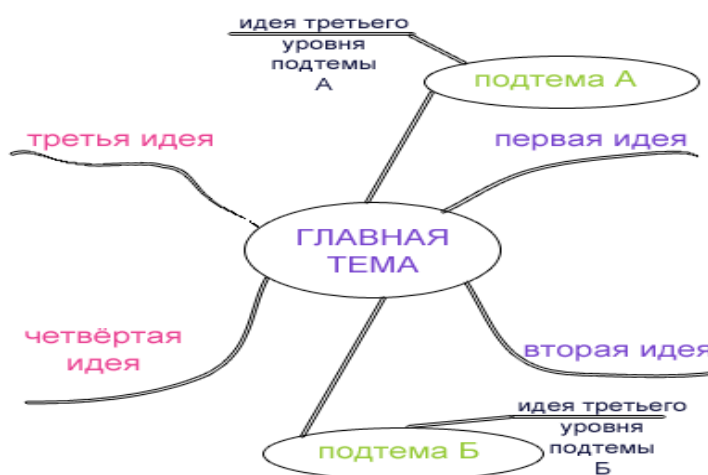 идея третьего
уровня
подтемы
А
подтема А
третья идея
первая идея
ГЛАВНАЯ
ТЕМА
четвёртая
идея
вторая идея
идея третьего
уровня
подтемы
Б
подтема Б